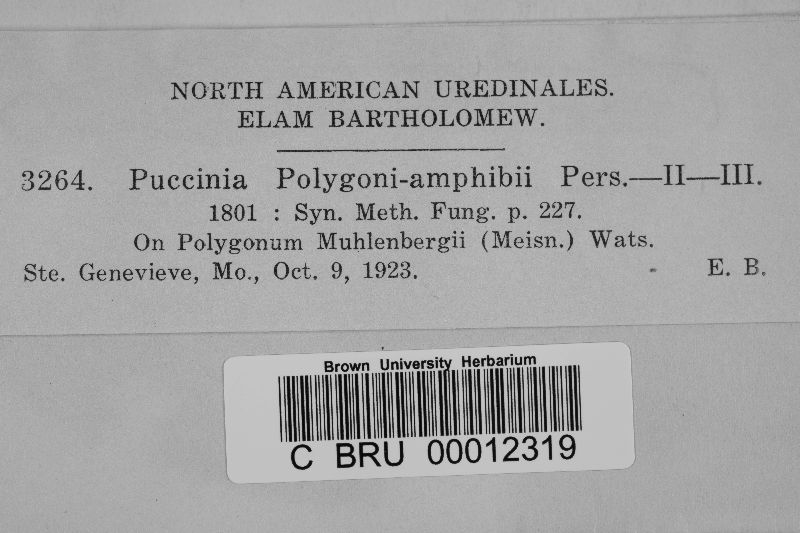 NORTH AMERICAN UREDINALES.
ELAM BARTHOLOMEW.
3264. Puccinia Polygoni-amphibii Pers.—II—III.
1801 : Syn. Meth. Fung. p. 227.
On Polygonum Muhlenbergii (Meisn.) Wats.
Ste. Genevieve, Mo., Oct. 9, 1923. E. B.
Brown University Herbarium
C BRU 00012319